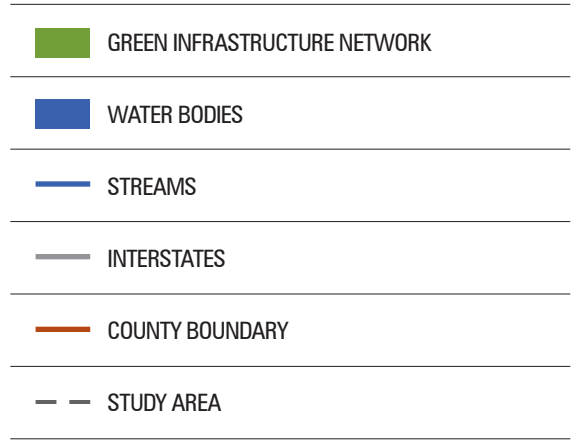 GREEN INFRASTRUCTURE NETWORK
WATER BODIES
STREAMS
INTERSTATES
COUNTY BOUNDARY
STUDY AREA